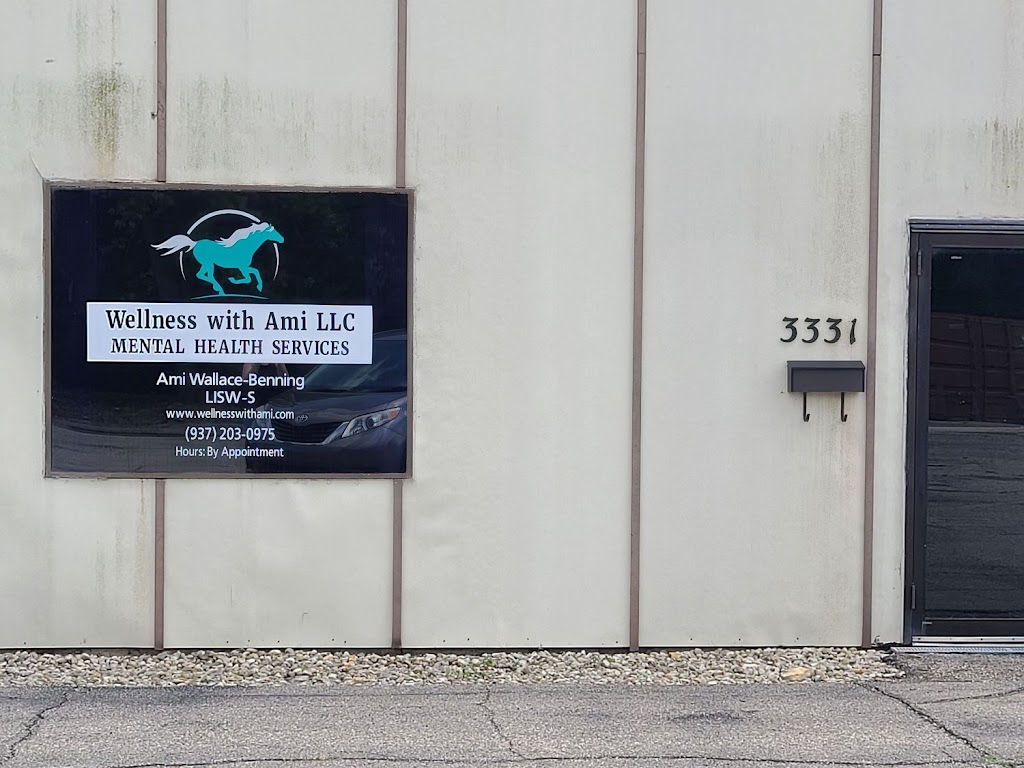 Wellness with Ami LLC
MENTAL HEALTH SERVICES
Ami Wallace-Benning
LISW-S
www.wellnesswithami.com
(937) 203-0975
Hours: By Appointment
3331